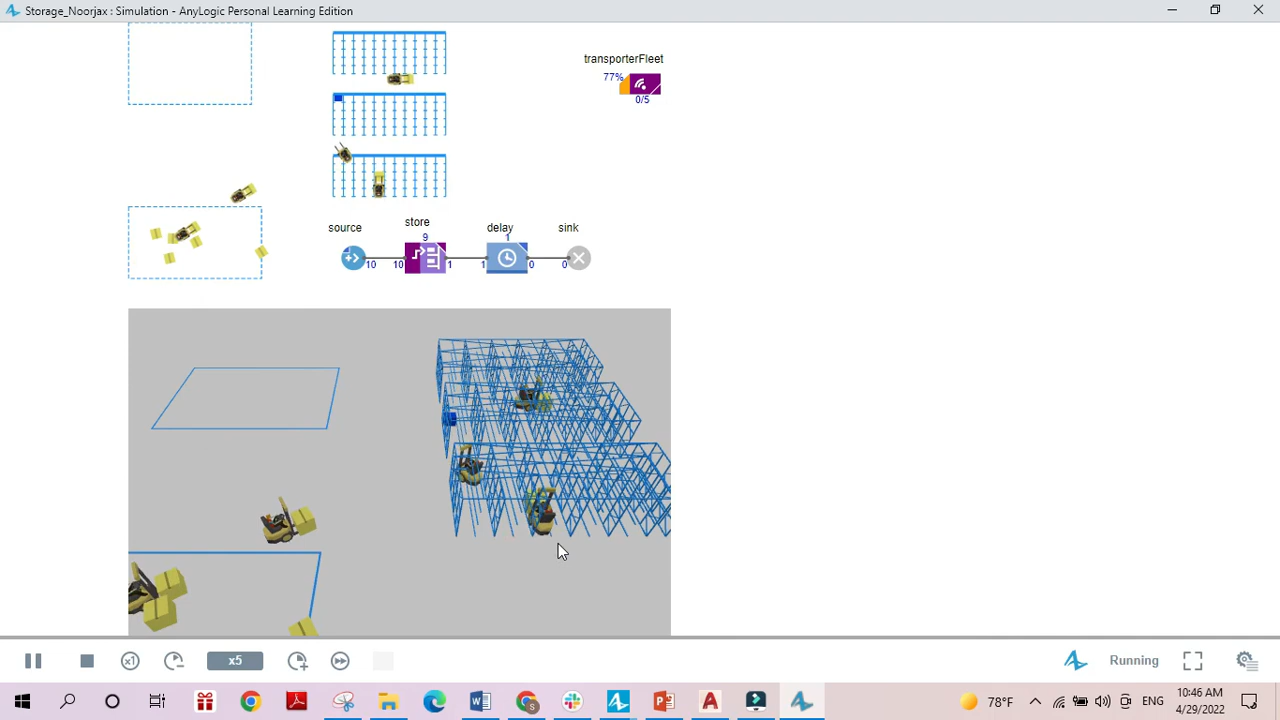 Storage_Noorjax : Simulation - AnyLogic Personal Learning Edition
transporterFleet
77%
0/5
source
store
delay
sink
9
1
10
10
1
1
0
0
x1
x5
Running
78°F
ENG
10:46 AM
4/29/2022